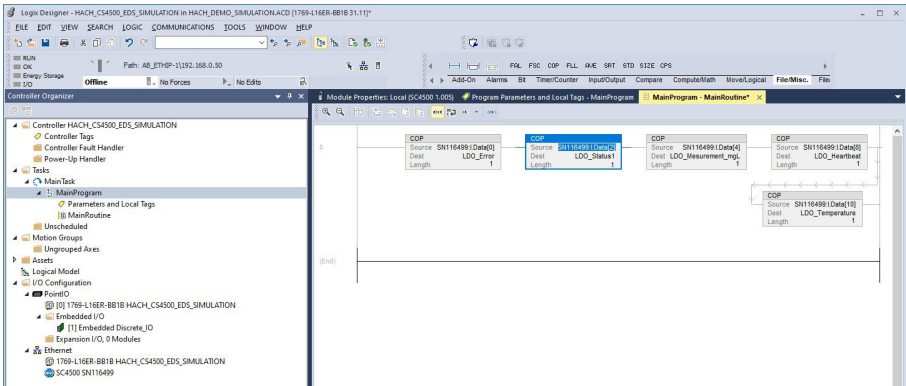 Logix Designer - HACH_CS4500_EDS_SIMULATION in HACH_DEMO_SIMULATION.ACD [1769-L16ER-BB1B 31.11]*
FILE EDIT VIEW SEARCH LOGIC COMMUNICATIONS TOOLS WINDOW HELP
RUN
OK
Energy Storage
I/O
Path: AB_ETHIP-1\192.168.0.50
Offline
No Forces
No Edits
FAL FSC COP FLL AVE SRT STD SIZE CPS
Add-On Alarms Bit Timer/Counter Input/Output Compare Compute/Math Move/Logical File/Misc. File
Controller Organizer
Module Properties: Local (SC4500 1.005)
Program Parameters and Local Tags - MainProgram
MainProgram - MainRoutine*
Controller HACH_CS4500_EDS_SIMULATION
Controller Tags
Controller Fault Handler
Power-Up Handler
Tasks
MainTask
MainProgram
Parameters and Local Tags
MainRoutine
Unscheduled
Motion Groups
Ungrouped Axes
Assets
Logical Model
I/O Configuration
PointIO
[0] 1769-L16ER-BB1B HACH_CS4500_EDS_SIMULATION
Embedded I/O
[1] Embedded Discrete_IO
Expansion I/O, 0 Modules
Ethernet
1769-L16ER-BB1B HACH_CS4500_EDS_SIMULATION
SC4500 SN116499
0
COP
Source SN116499:I.Data[0]
Dest LDO_Error
Length 1
COP
Source SN116499:I.Data[2]
Dest LDO_Status1
Length 1
COP
Source SN116499:I.Data[4]
Dest LDO_Mesurement_mgL
Length 1
COP
Source SN116499:I.Data[8]
Dest LDO_Heartbeat
Length 1
COP
Source SN116499:I.Data[10]
Dest LDO_Temperature
Length 1
(End)